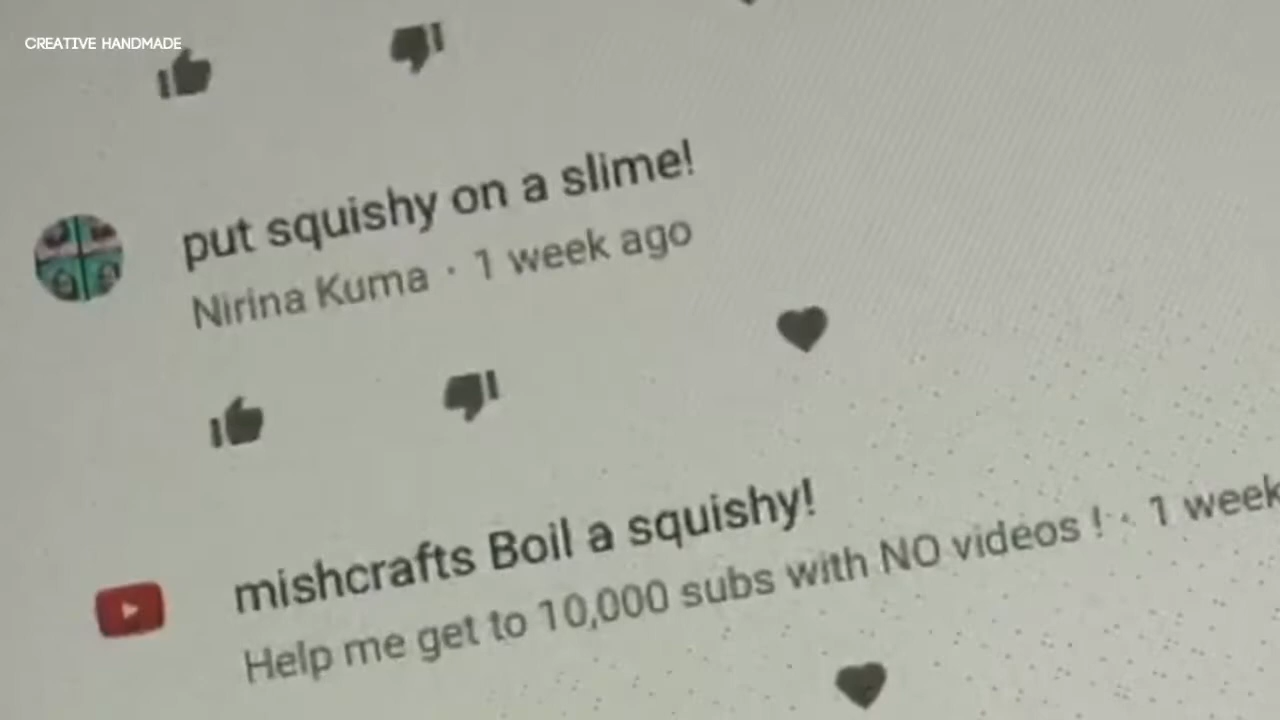 CREATIVE HANDMADE
put squishy on a slime!
Nirina Kuma · 1 week ago
mishcrafts Boil a squishy!
Help me get to 10,000 subs with NO videos ! · 1 week